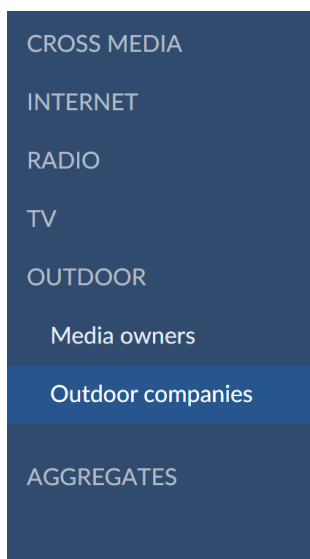 CROSS MEDIA
INTERNET
RADIO
TV
OUTDOOR
Media owners
Outdoor companies
AGGREGATES